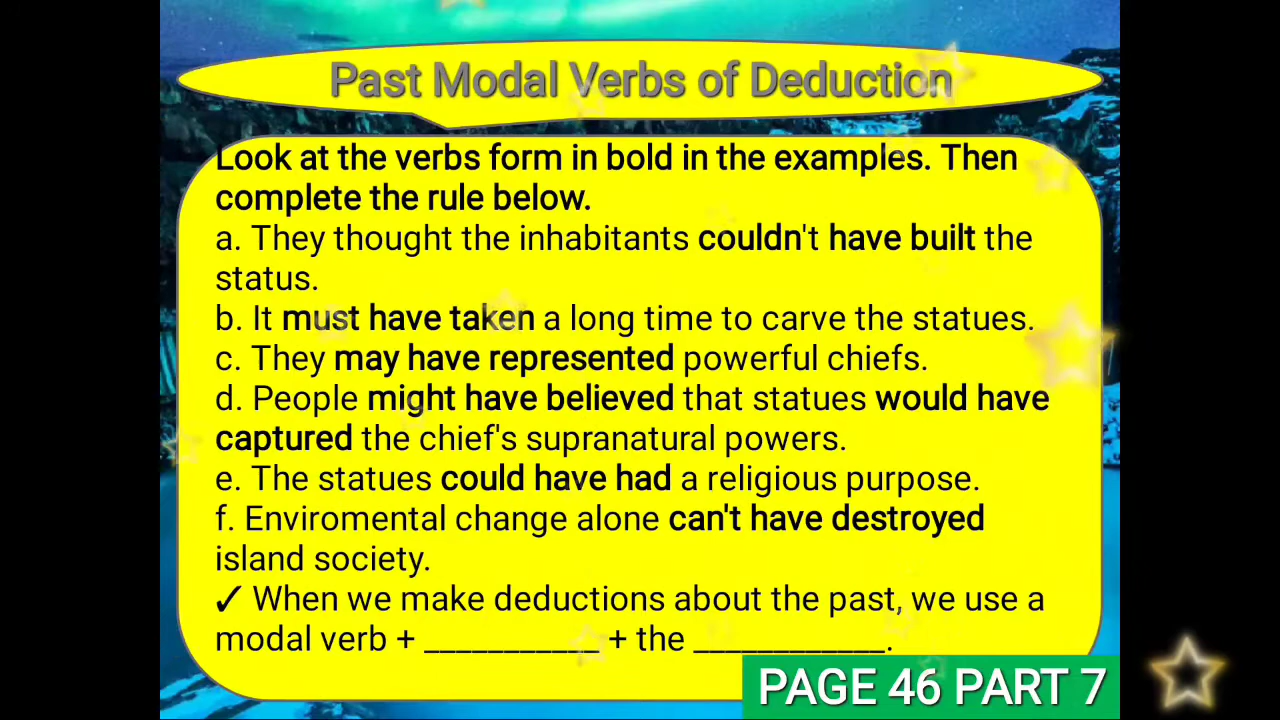 Past Modal Verbs of Deduction
Look at the verbs form in bold in the examples. Then
complete the rule below.
a. They thought the inhabitants couldn't have built the
status.
b. It must have taken a long time to carve the statues.
c. They may have represented powerful chiefs.
d. People might have believed that statues would have
captured the chief's supranatural powers.
e. The statues could have had a religious purpose.
f. Enviromental change alone can't have destroyed
island society.
✓ When we make deductions about the past, we use a
modal verb + ___________ + the ____________.
PAGE 46 PART 7